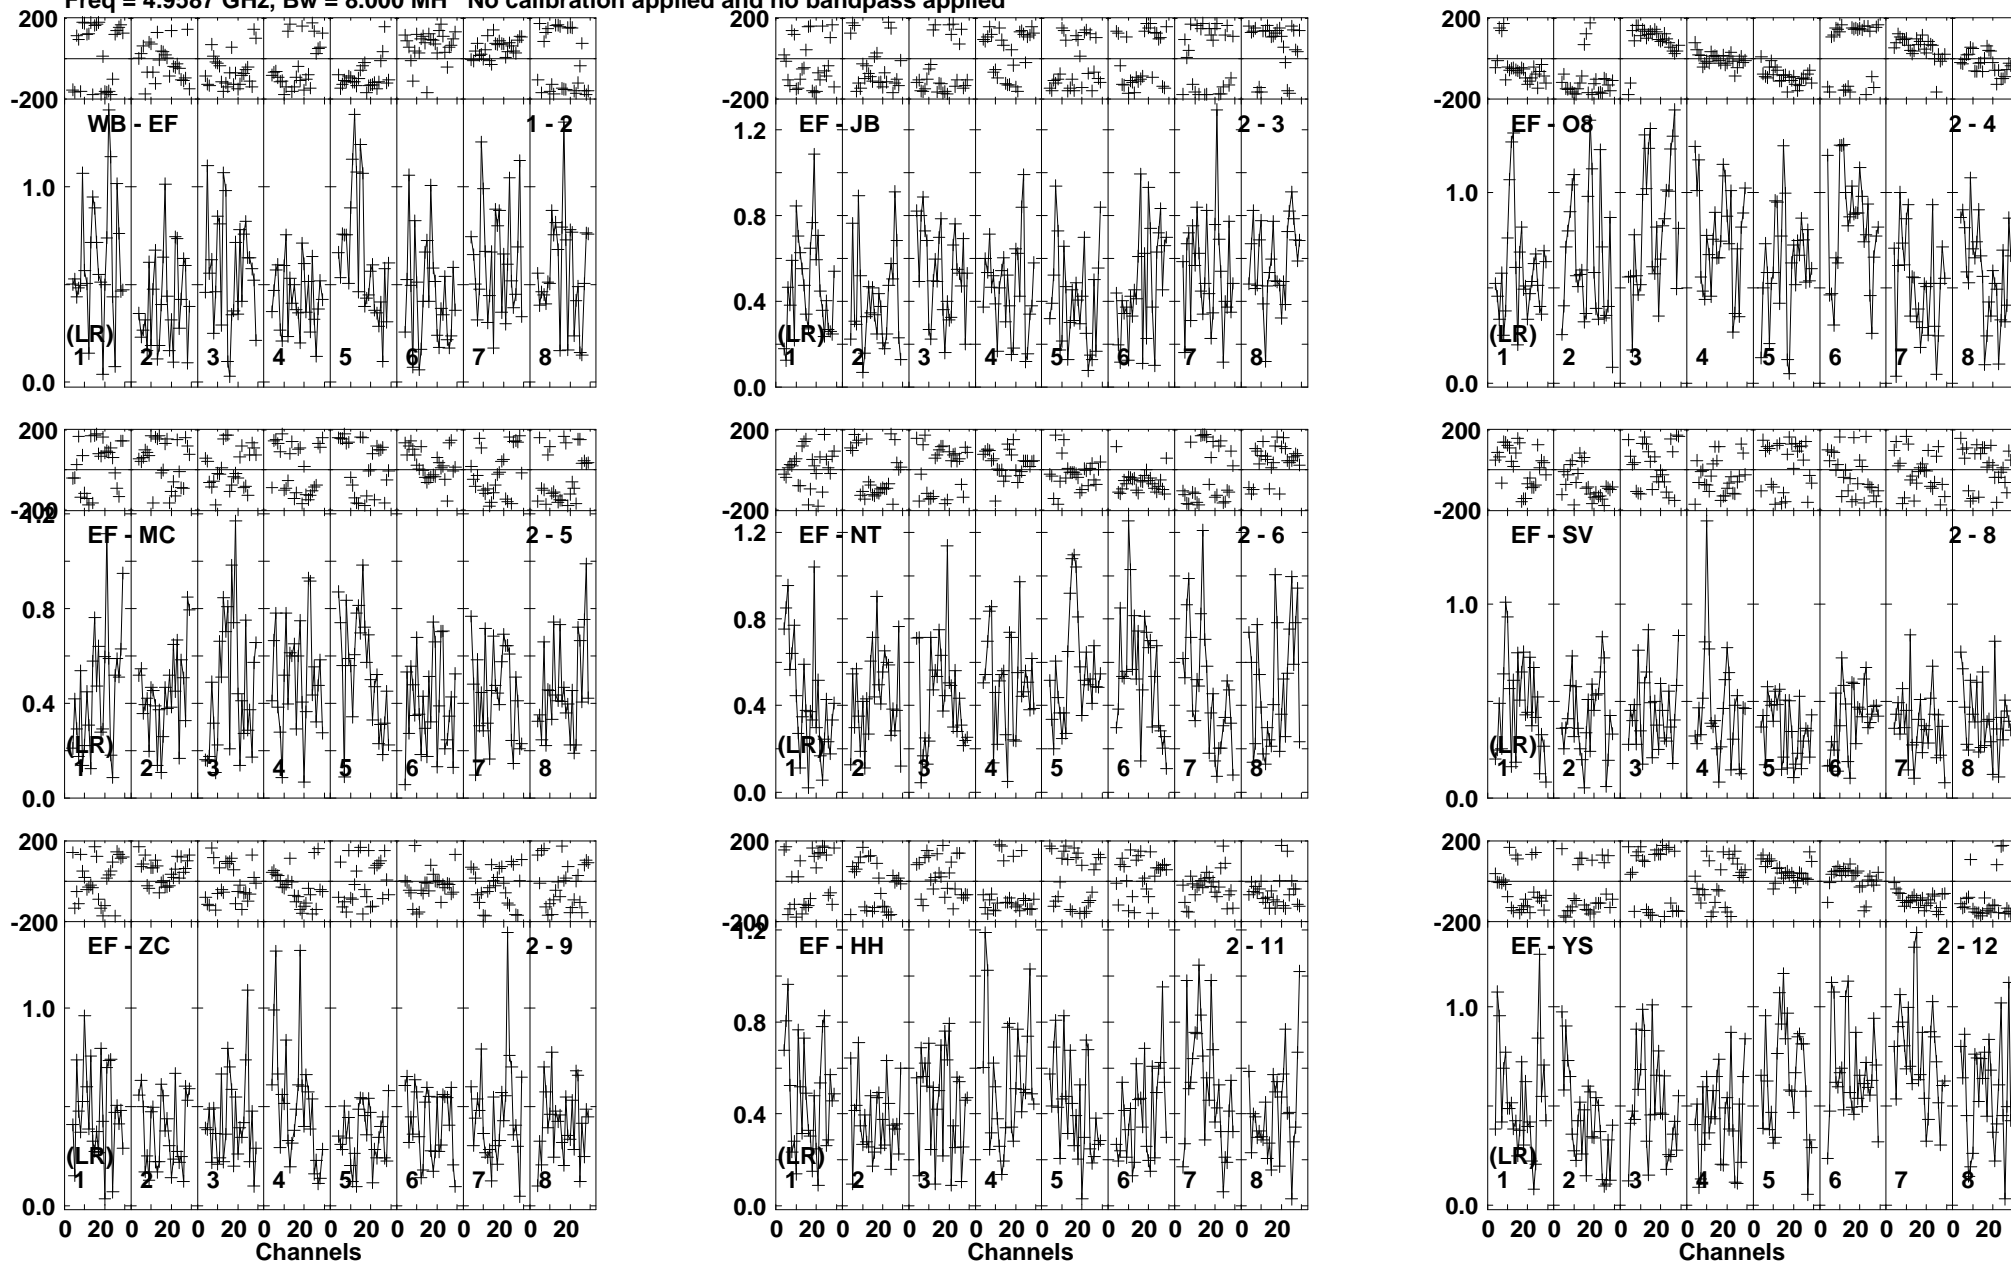 Freq = 4.9587 GHz, Bw = 8.000 MH No calibration applied and no bandpass applied
200 200 200
-200 -200 -200
WB - EF 1 - 2 EF - JB 2 - 3 EF - O8 2 - 4
1.2
1.0 1.0
0.8
0.4
(LR) (LR) (LR)
1 2 3 4 5 6 7 8 1 2 3 4 5 6 7 8 1 2 3 4 5 6 7 8
0.0 0.0 0.0
200 200 200
-200 -200 -200
1.2
EF - MC 2 - 5 EF - NT 2 - 6 EF - SV 2 - 8
1.2
0.8 0.8 1.0
0.4 0.4
(LR) (LR) (LR)
1 2 3 4 5 6 7 8 1 2 3 4 5 6 7 8 1 2 3 4 5 6 7 8
0.0 0.0 0.0
200 200 200
-200 -200 -200
1.2
EF - ZC 2 - 9 EF - HH 2 - 11 EF - YS 2 - 12
1.0 0.8 1.0
0.4
(LR) (LR) (LR)
1 2 3 4 5 6 7 8 1 2 3 4 5 6 7 8 1 2 3 4 5 6 7 8
0.0 0.0 0.0
0 20 0 20 0 20 0 20 0 20 0 20 0 20 0 20 0 20 0 20 0 20 0 20 0 20 0 20 0 20 0 20 0 20 0 20 0 20 0 20 0 20 0 20 0 20 0 20
Channels Channels Channels